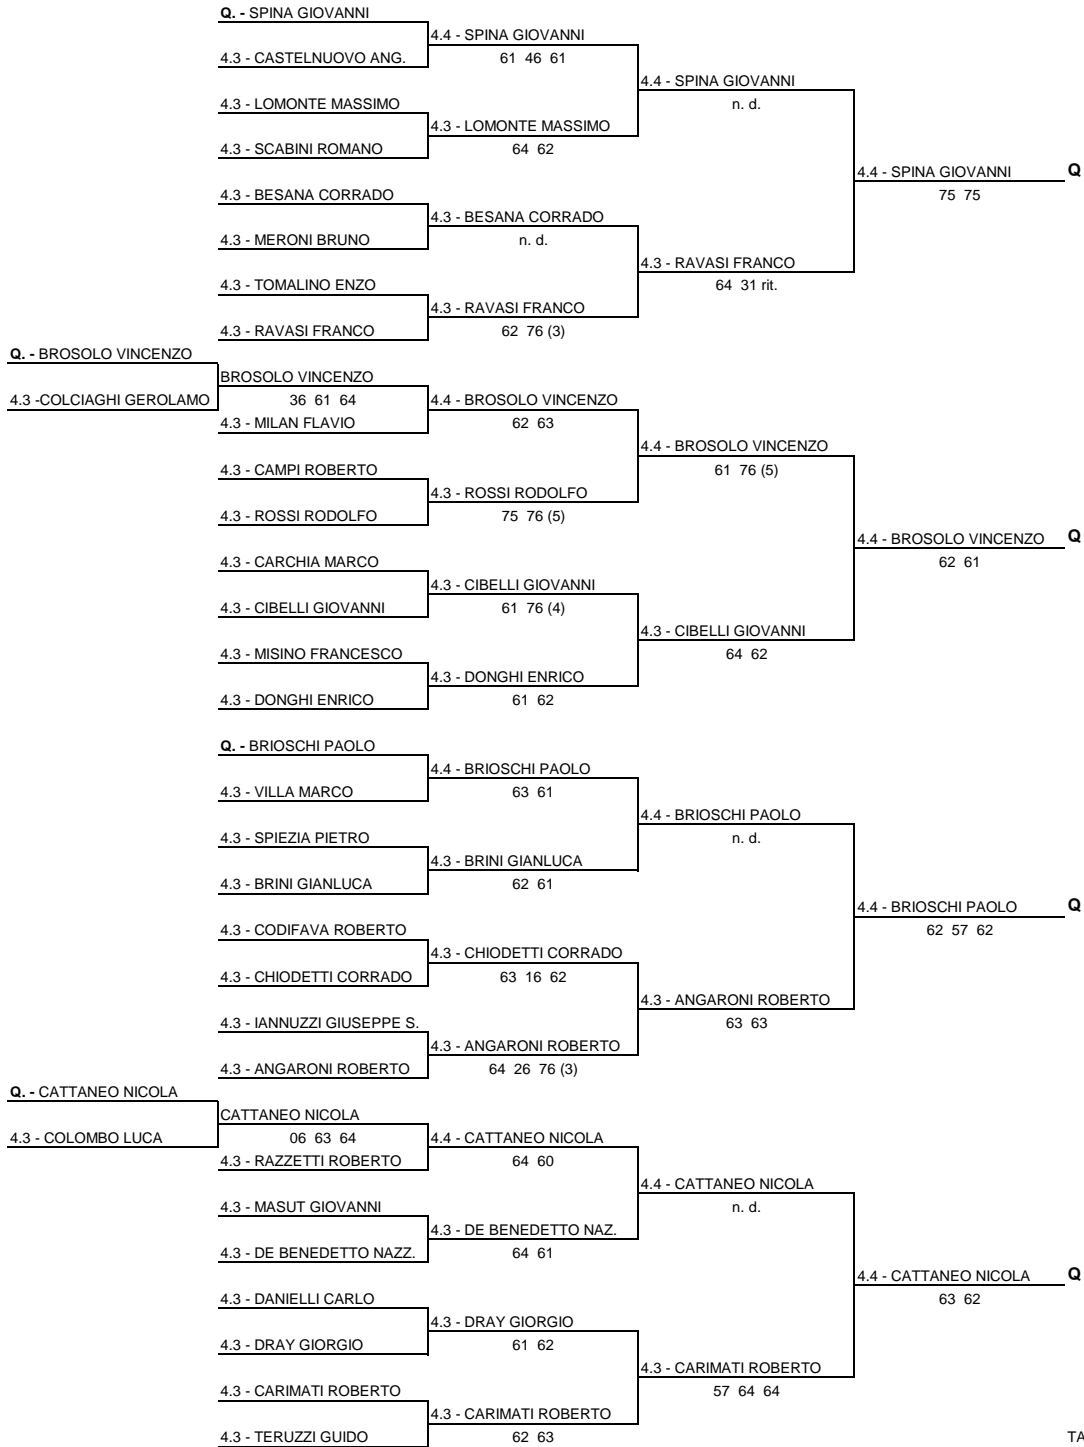 Q. - SPINA GIOVANNI
4.4 - SPINA GIOVANNI
4.3 - CASTELNUOVO ANG.
61 46 61
4.4 - SPINA GIOVANNI
4.3 - LOMONTE MASSIMO
n. d.
4.3 - LOMONTE MASSIMO
4.3 - SCABINI ROMANO
64 62
4.4 - SPINA GIOVANNI Q
4.3 - BESANA CORRADO
75 75
4.3 - BESANA CORRADO
4.3 - MERONI BRUNO
n. d.
4.3 - RAVASI FRANCO
4.3 - TOMALINO ENZO
64 31 rit.
4.3 - RAVASI FRANCO
4.3 - RAVASI FRANCO
62 76 (3)
Q. - BROSOLO VINCENZO
BROSOLO VINCENZO
4.3 -COLCIAGHI GEROLAMO
36 61 64
4.4 - BROSOLO VINCENZO
4.3 - MILAN FLAVIO
62 63
4.4 - BROSOLO VINCENZO
4.3 - CAMPI ROBERTO
61 76 (5)
4.3 - ROSSI RODOLFO
4.3 - ROSSI RODOLFO
75 76 (5)
4.4 - BROSOLO VINCENZO Q
4.3 - CARCHIA MARCO
62 61
4.3 - CIBELLI GIOVANNI
4.3 - CIBELLI GIOVANNI
61 76 (4)
4.3 - CIBELLI GIOVANNI
4.3 - MISINO FRANCESCO
64 62
4.3 - DONGHI ENRICO
4.3 - DONGHI ENRICO
61 62
Q. - BRIOSCHI PAOLO
4.4 - BRIOSCHI PAOLO
4.3 - VILLA MARCO
63 61
4.4 - BRIOSCHI PAOLO
4.3 - SPIEZIA PIETRO
n. d.
4.3 - BRINI GIANLUCA
4.3 - BRINI GIANLUCA
62 61
4.4 - BRIOSCHI PAOLO Q
4.3 - CODIFAVA ROBERTO
62 57 62
4.3 - CHIODETTI CORRADO
4.3 - CHIODETTI CORRADO
63 16 62
4.3 - ANGARONI ROBERTO
4.3 - IANNUZZI GIUSEPPE S.
63 63
4.3 - ANGARONI ROBERTO
4.3 - ANGARONI ROBERTO
64 26 76 (3)
Q. - CATTANEO NICOLA
CATTANEO NICOLA
4.3 - COLOMBO LUCA
06 63 64
4.4 - CATTANEO NICOLA
4.3 - RAZZETTI ROBERTO
64 60
4.4 - CATTANEO NICOLA
4.3 - MASUT GIOVANNI
n. d.
4.3 - DE BENEDETTO NAZ.
4.3 - DE BENEDETTO NAZZ.
64 61
4.4 - CATTANEO NICOLA Q
4.3 - DANIELLI CARLO
63 62
4.3 - DRAY GIORGIO
4.3 - DRAY GIORGIO
61 62
4.3 - CARIMATI ROBERTO
4.3 - CARIMATI ROBERTO
57 64 64
4.3 - CARIMATI ROBERTO
4.3 - TERUZZI GUIDO
62 63
TA